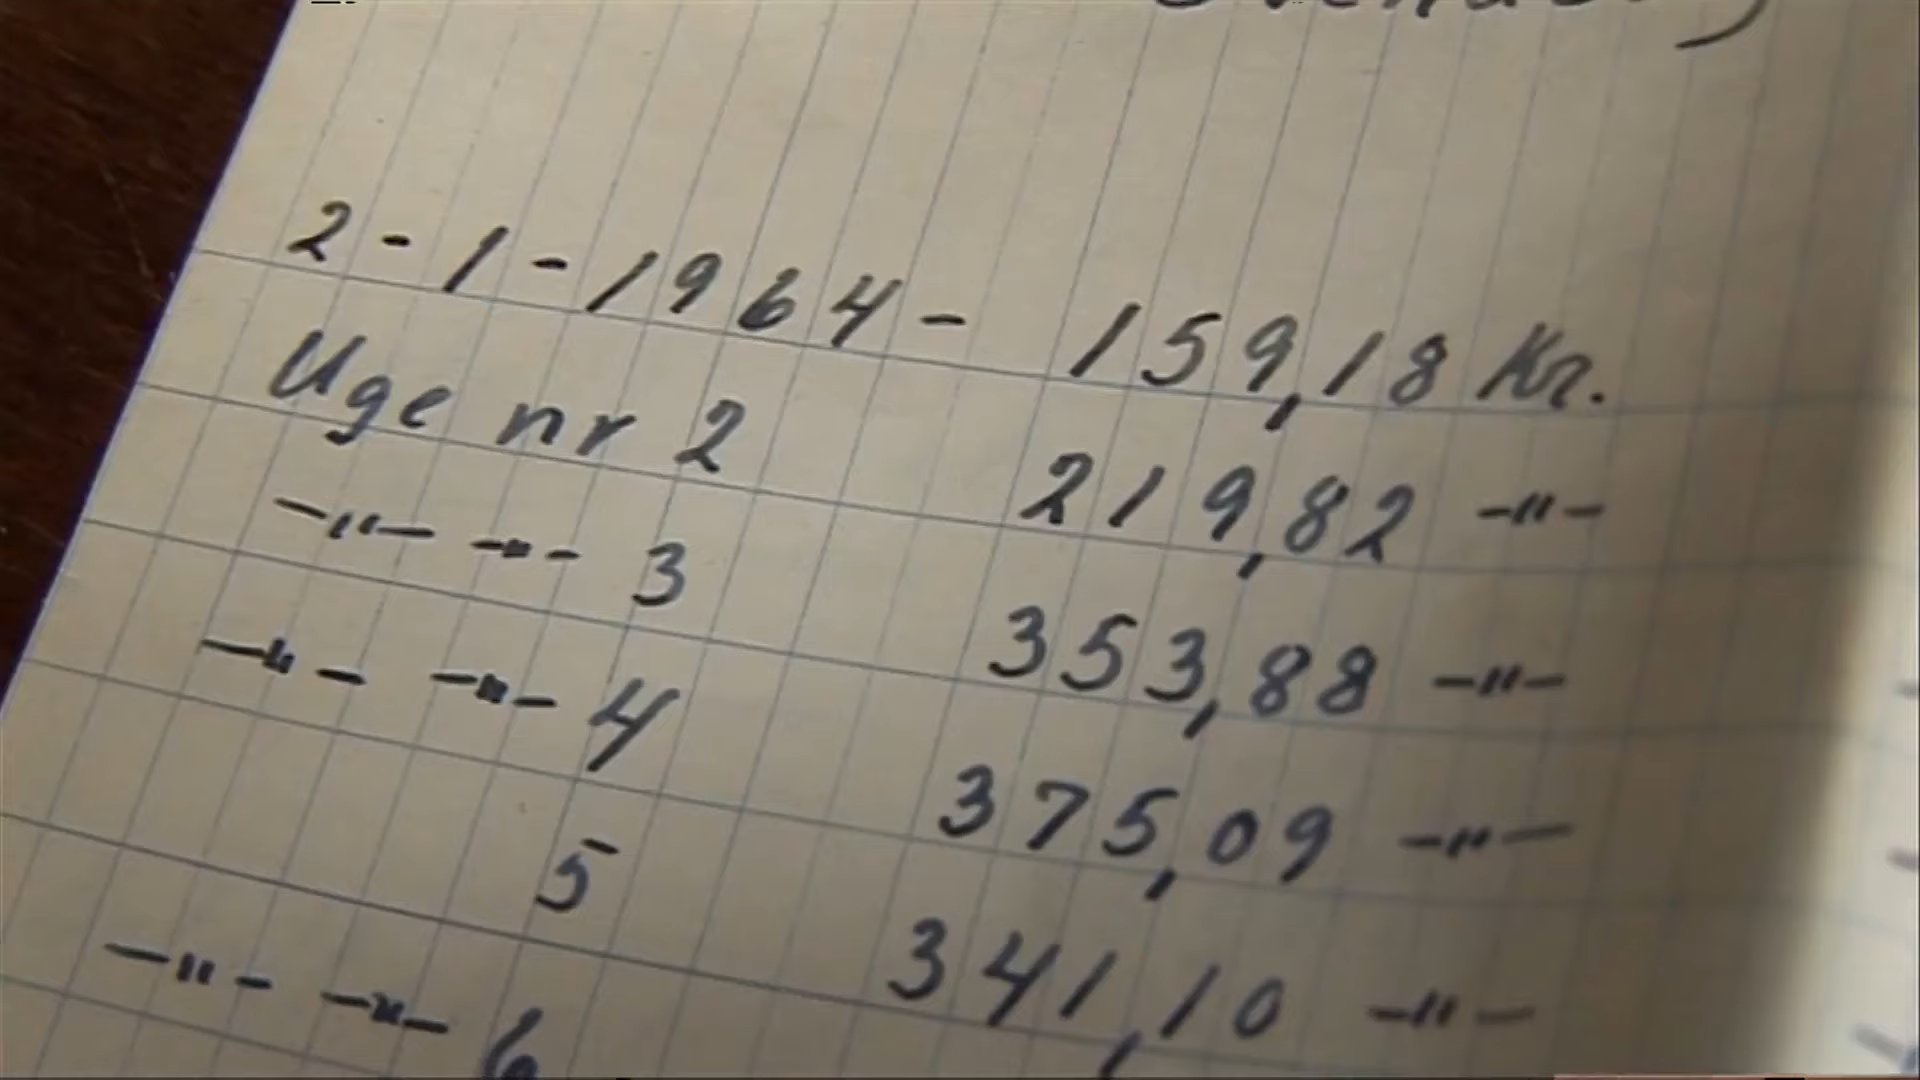 2-1-1964 - 159,18 Kr.
Uge nr 2 219,82 -"-
-"- -"- 3 353,88 -"-
-"- -"- 4 375,09 -"-
5 341,10 -"-
-"- -"- 6